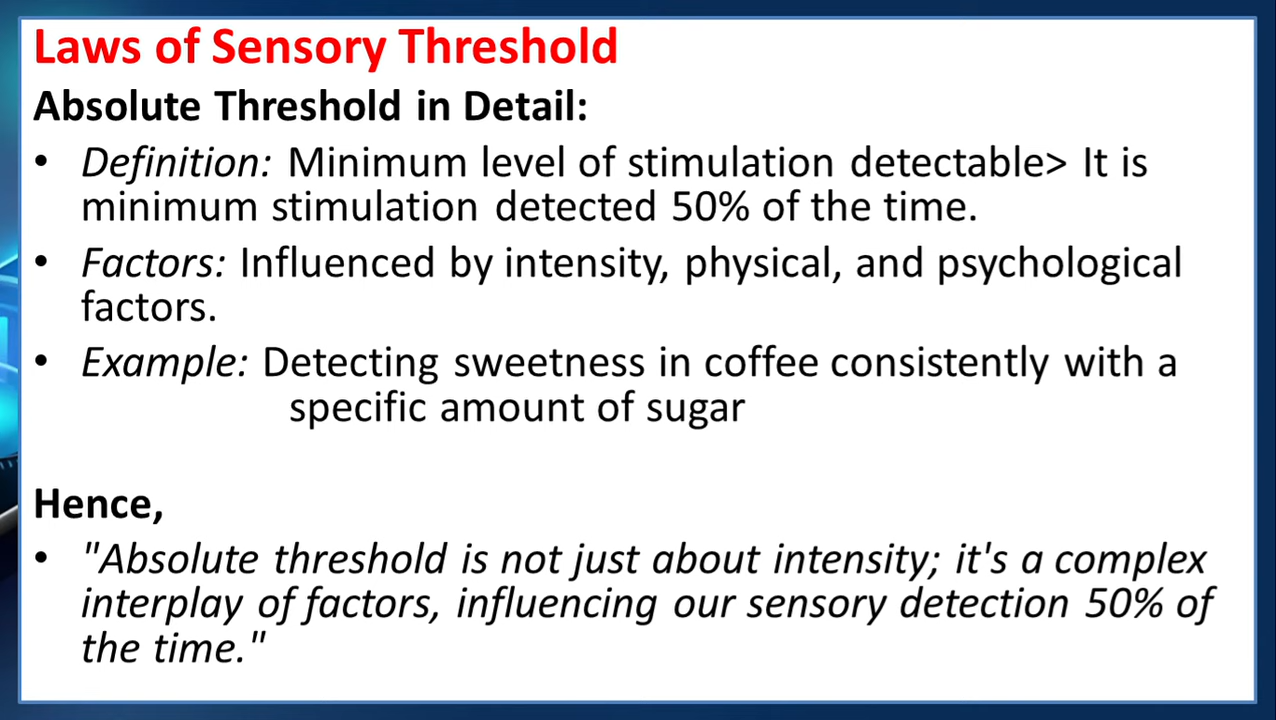 Laws of Sensory Threshold
Absolute Threshold in Detail:
• Definition: Minimum level of stimulation detectable> It is
minimum stimulation detected 50% of the time.
• Factors: Influenced by intensity, physical, and psychological
factors.
• Example: Detecting sweetness in coffee consistently with a
specific amount of sugar
Hence,
• "Absolute threshold is not just about intensity; it's a complex
interplay of factors, influencing our sensory detection 50% of
the time."